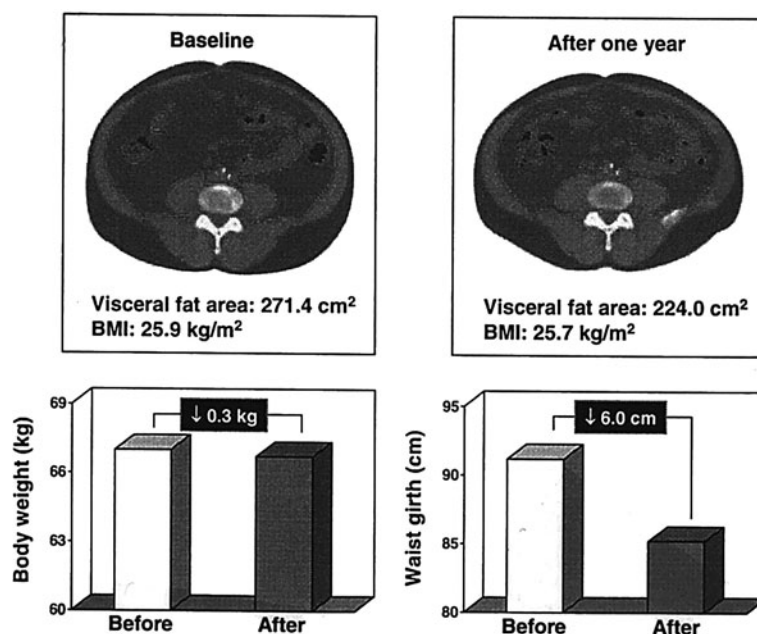 Baseline
Visceral fat area: 271.4 cm²
BMI: 25.9 kg/m²
After one year
Visceral fat area: 224.0 cm²
BMI: 25.7 kg/m²
Body weight (kg)
69
66
63
60
↓ 0.3 kg
Before After
Waist girth (cm)
95
90
85
80
↓ 6.0 cm
Before After